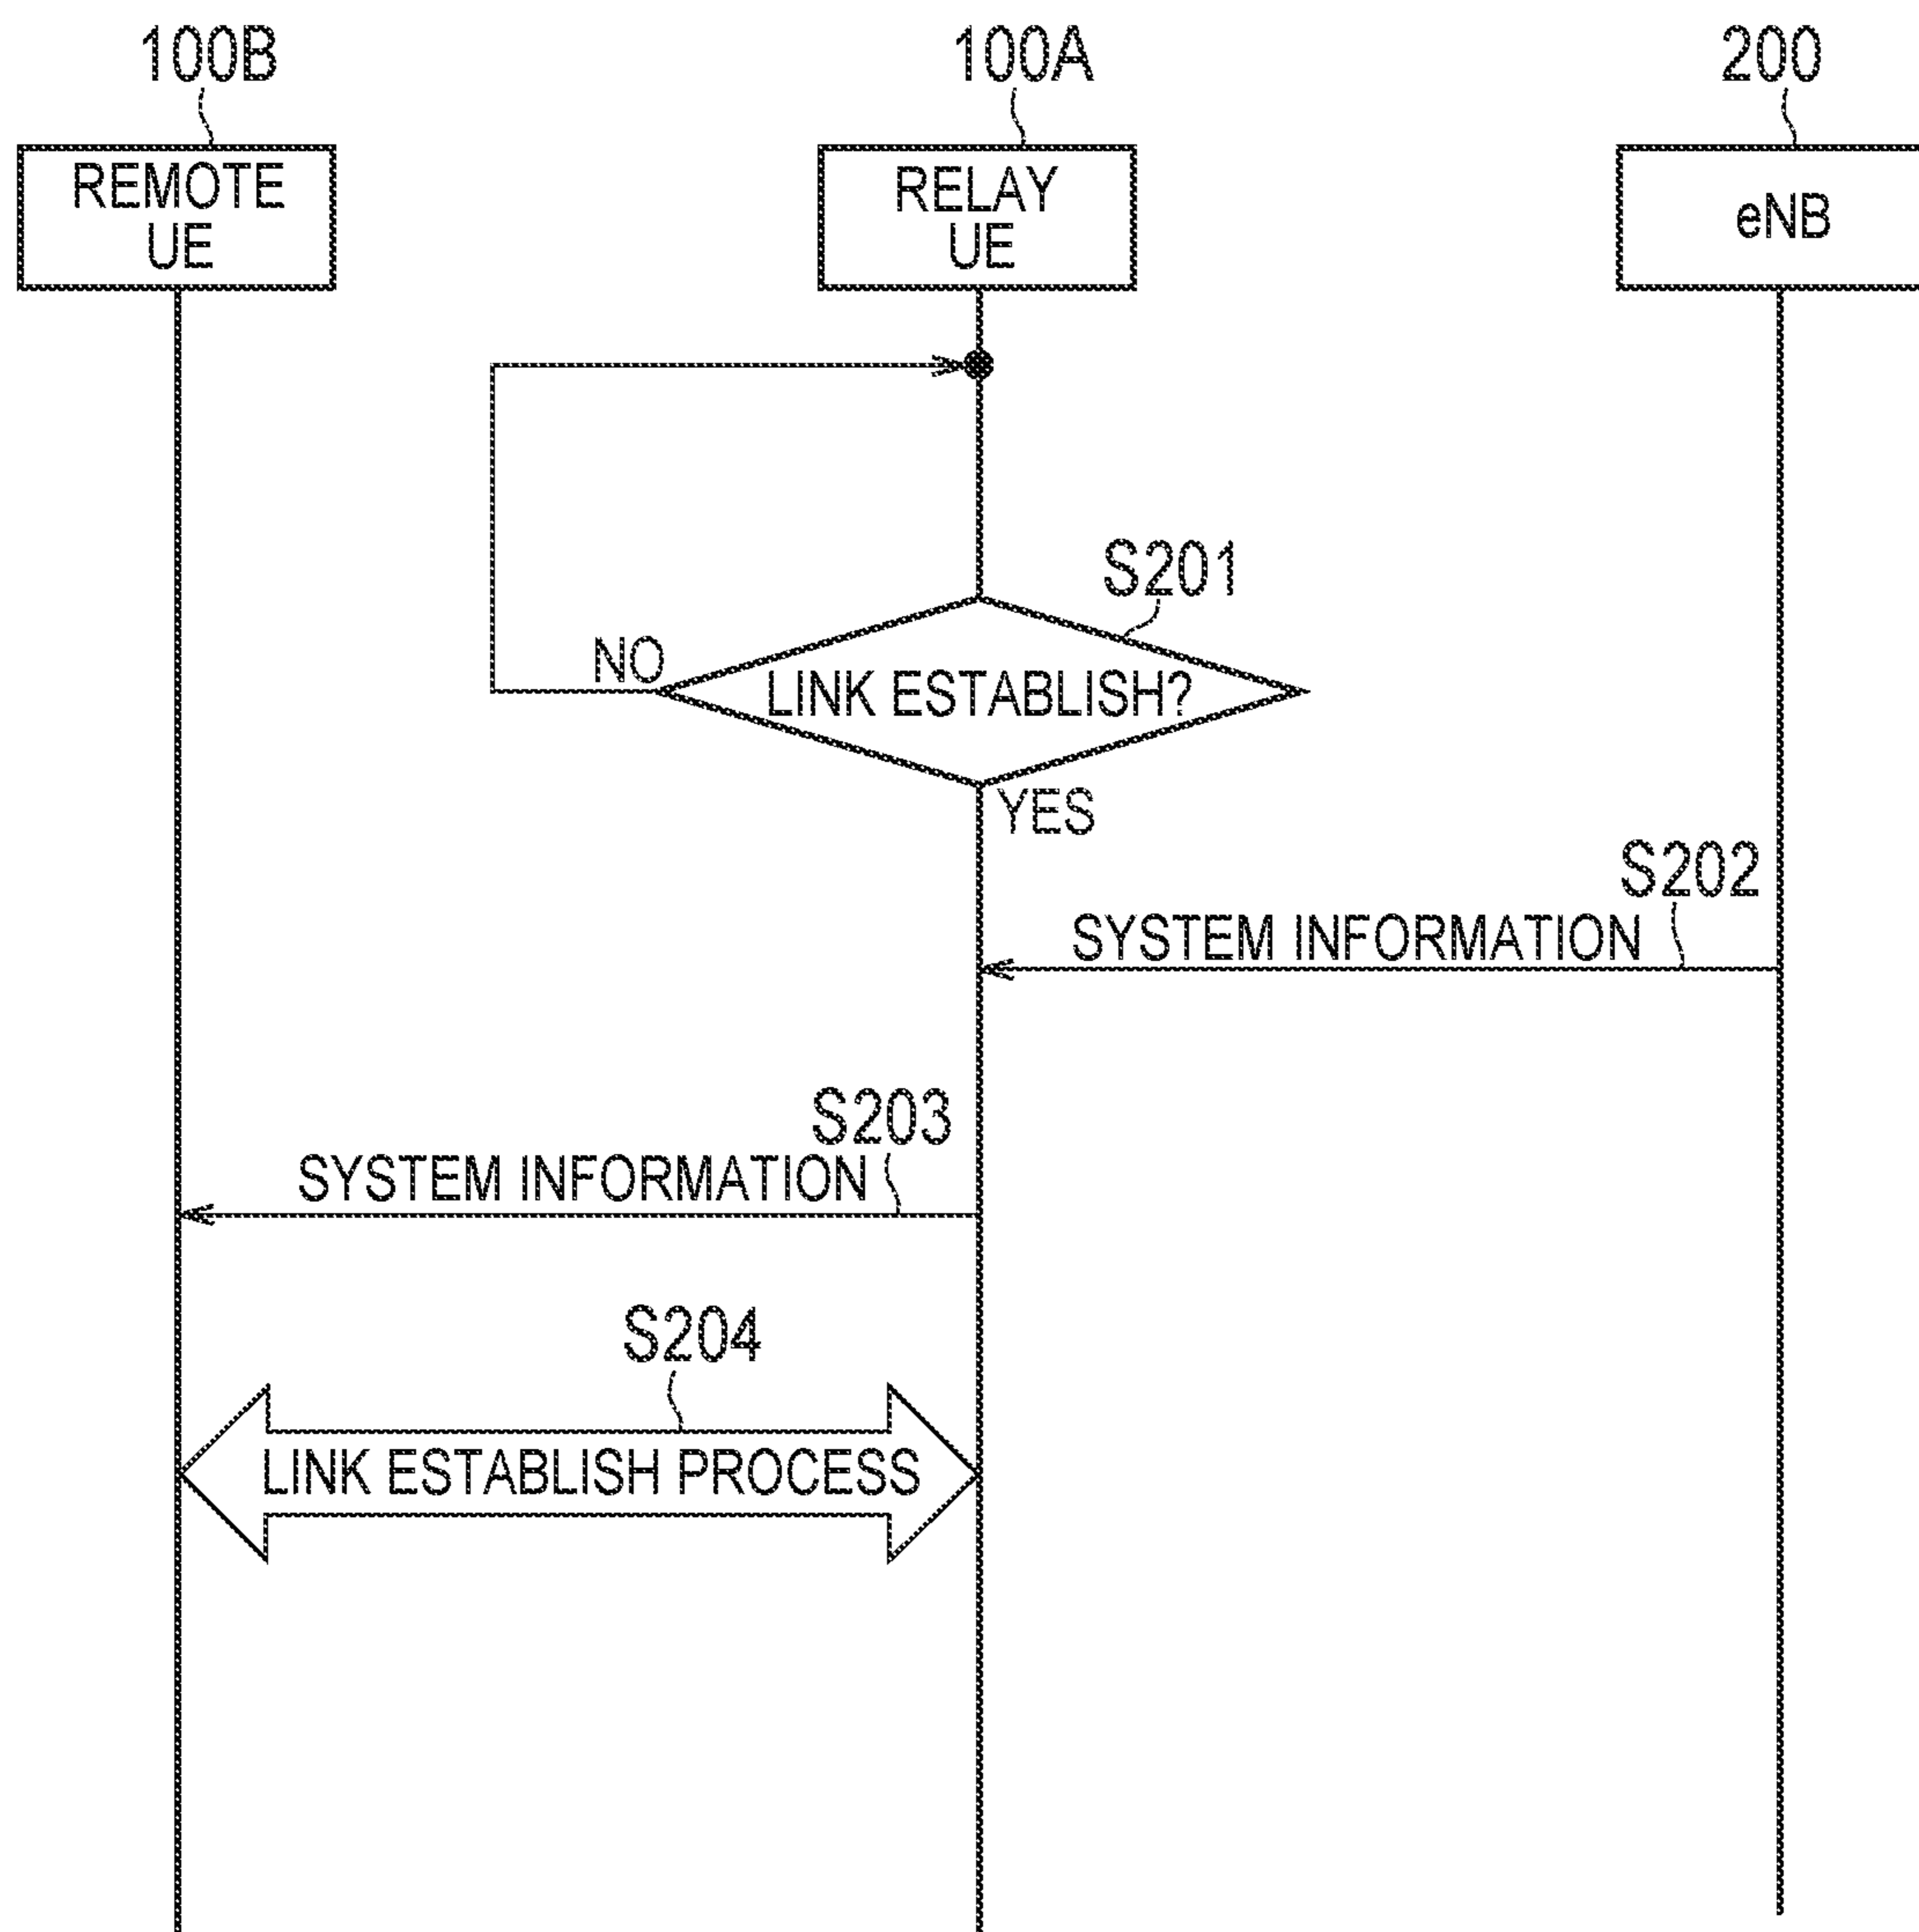 100B
100A
200
REMOTE
UE
RELAY
UE
eNB
S201
NO
LINK ESTABLISH?
YES
S202
SYSTEM INFORMATION
S203
SYSTEM INFORMATION
S204
LINK ESTABLISH PROCESS